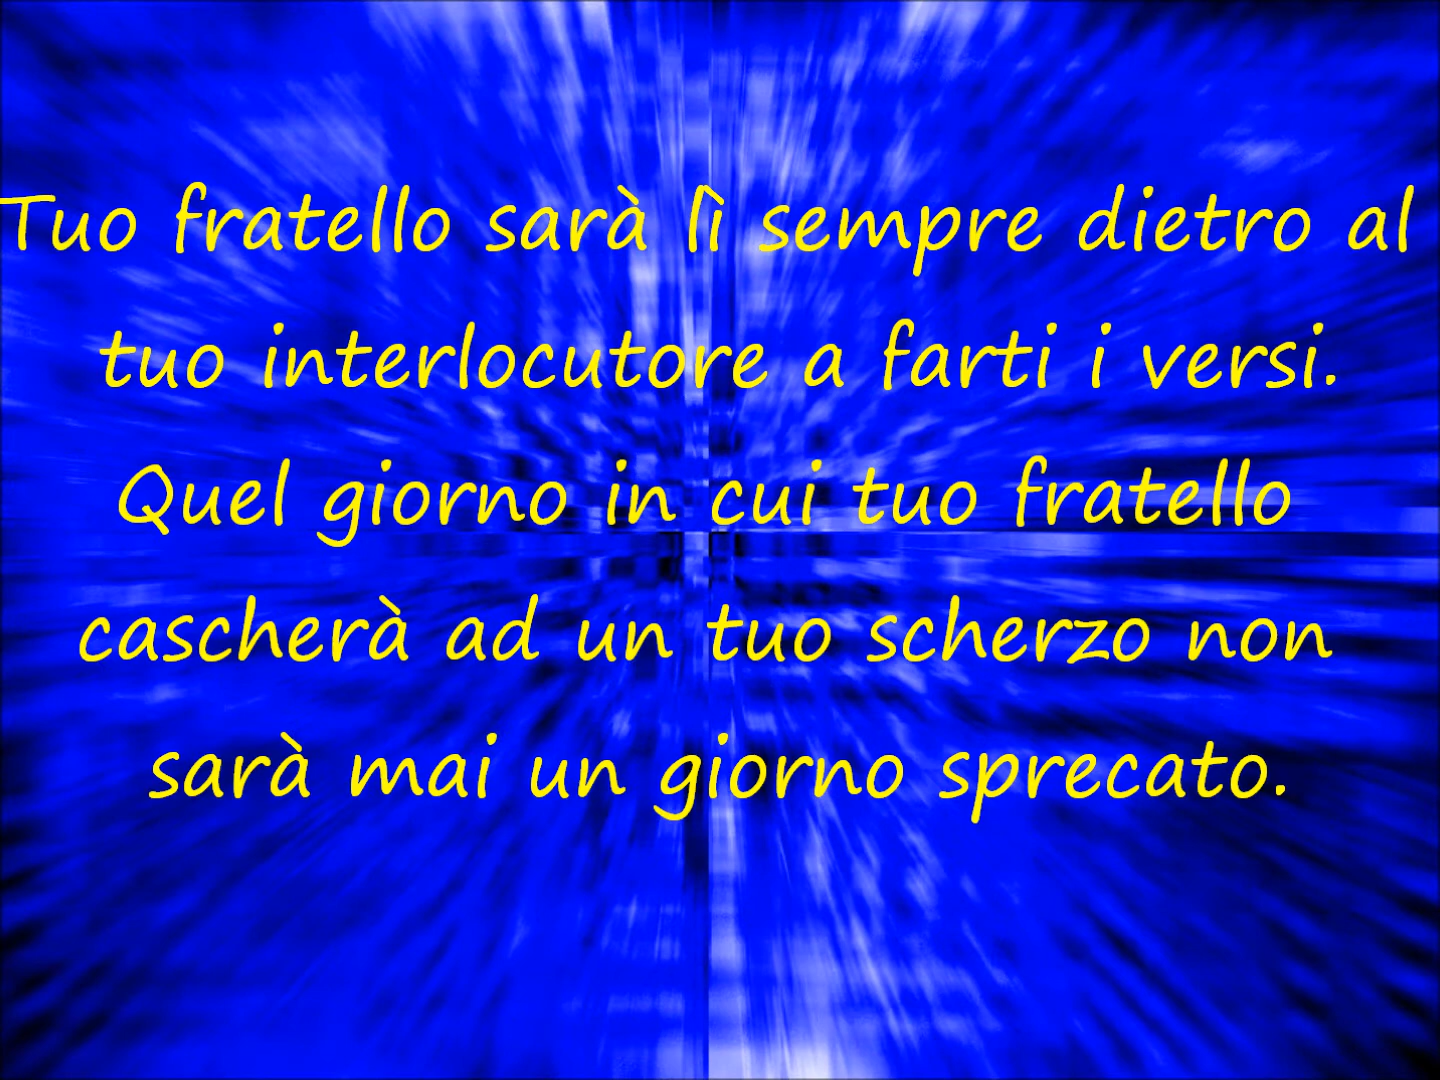 Tuo fratello sarà lì sempre dietro al
tuo interlocutore a farti i versi.
Quel giorno in cui tuo fratello
cascherà ad un tuo scherzo non
sarà mai un giorno sprecato.